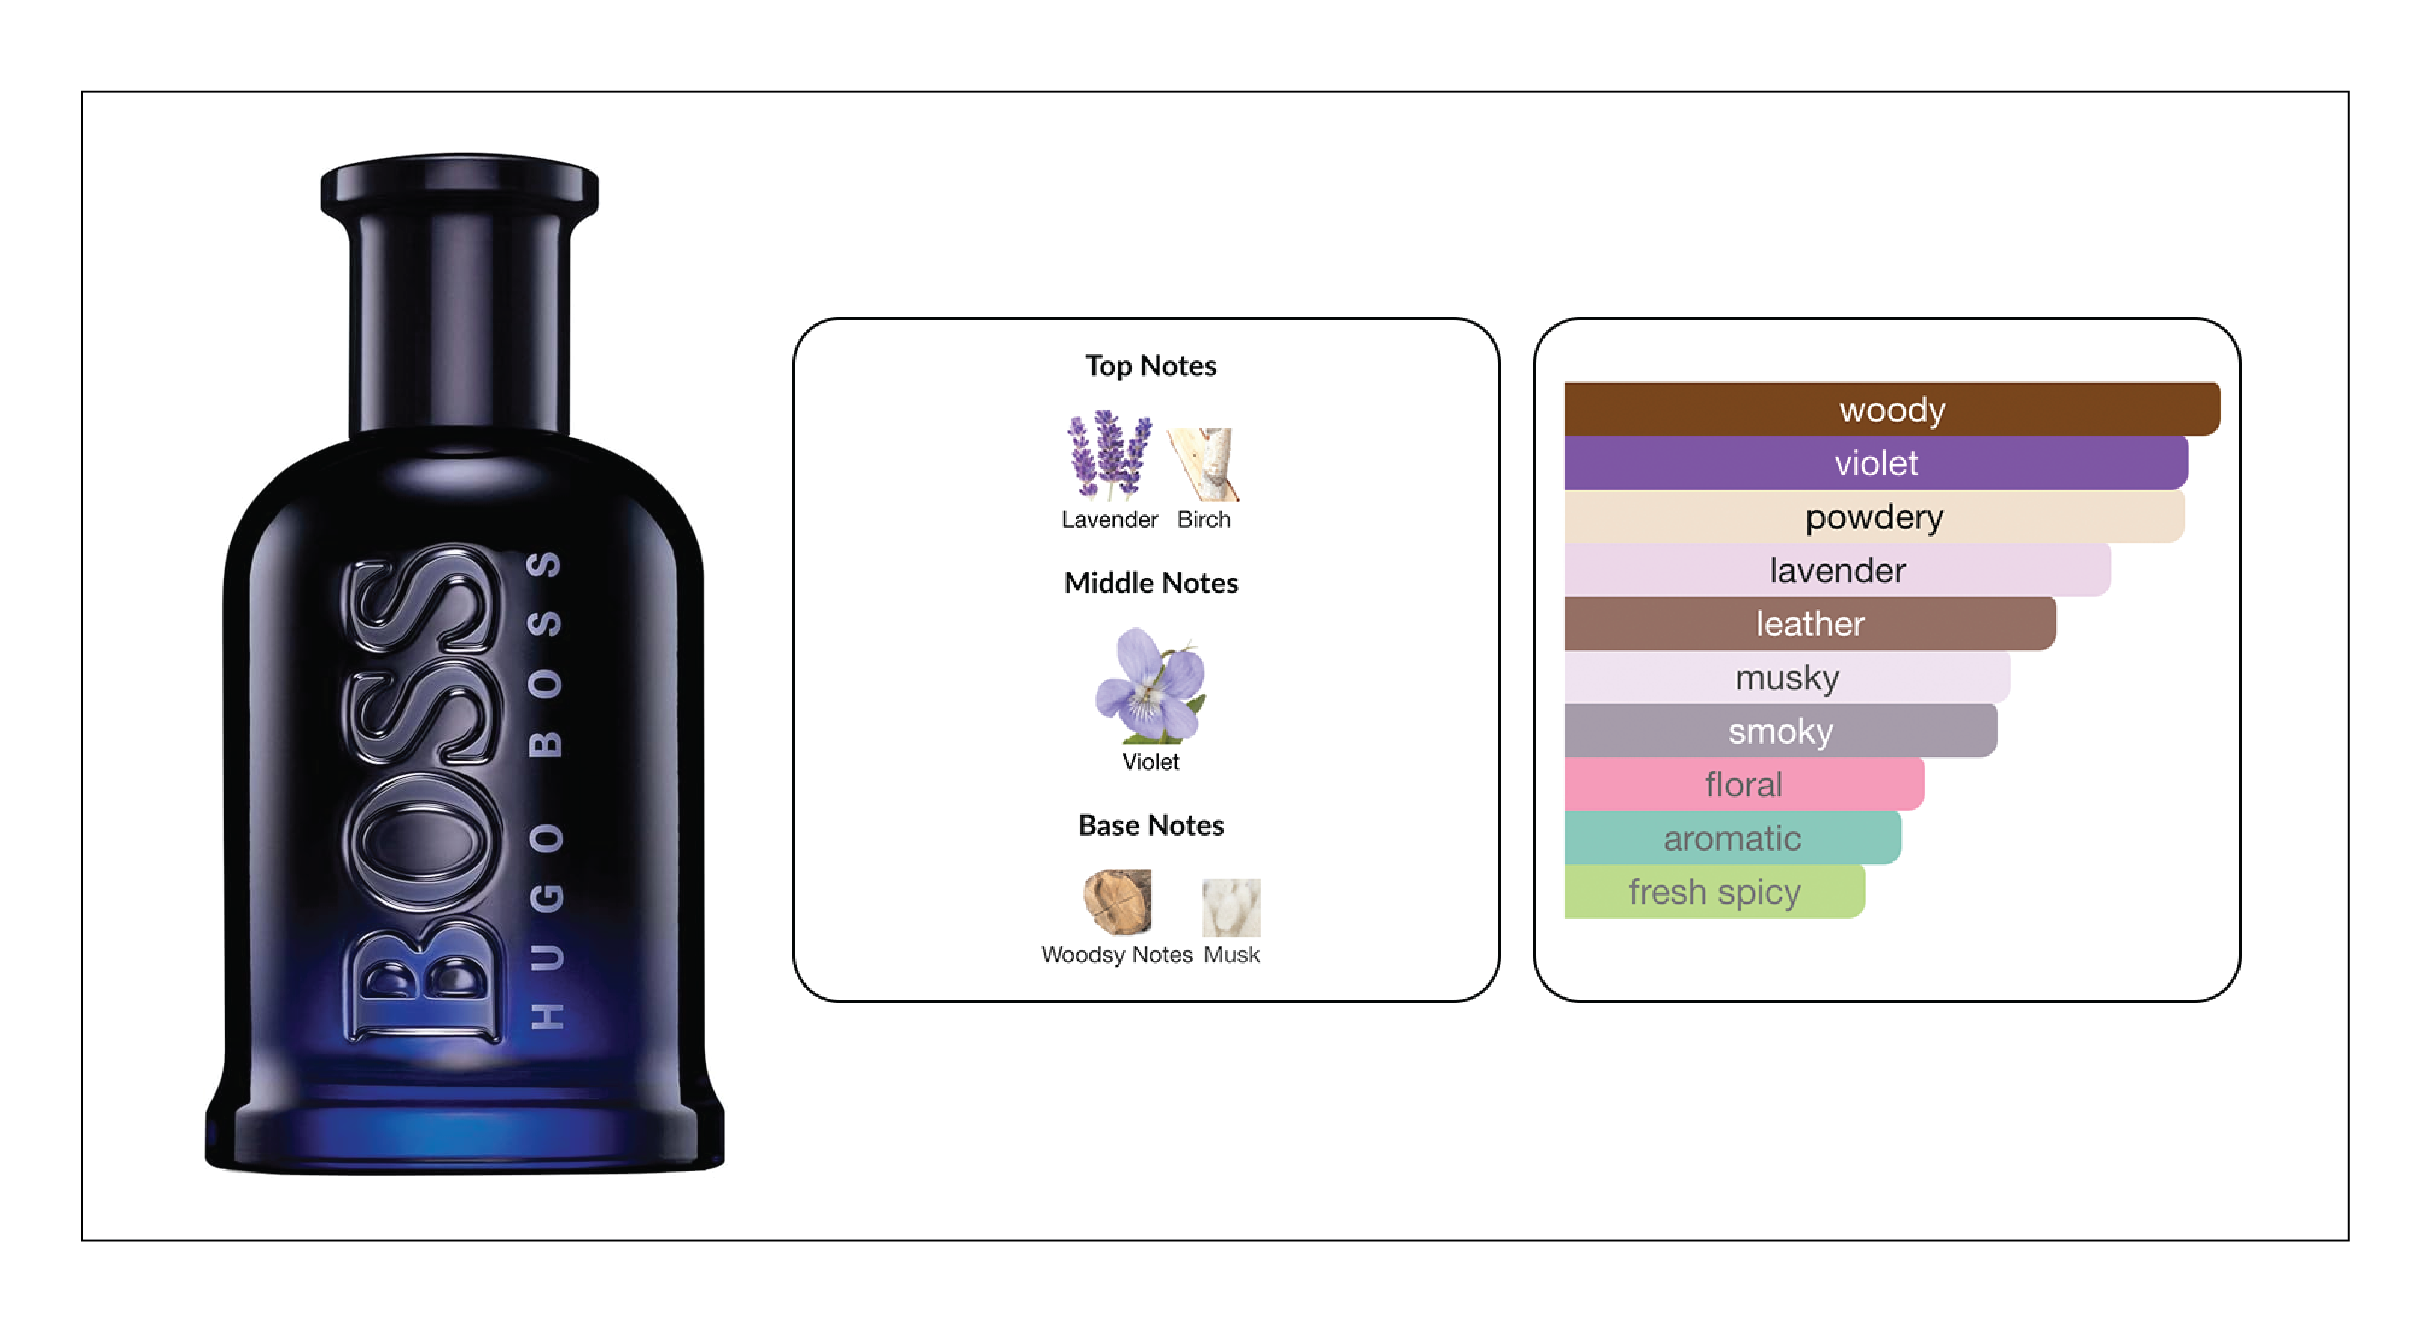 BOSS
HUGO BOSS
Top Notes
Lavender Birch
Middle Notes
Violet
Base Notes
Woodsy Notes Musk
woody
violet
powdery
lavender
leather
musky
smoky
floral
aromatic
fresh spicy